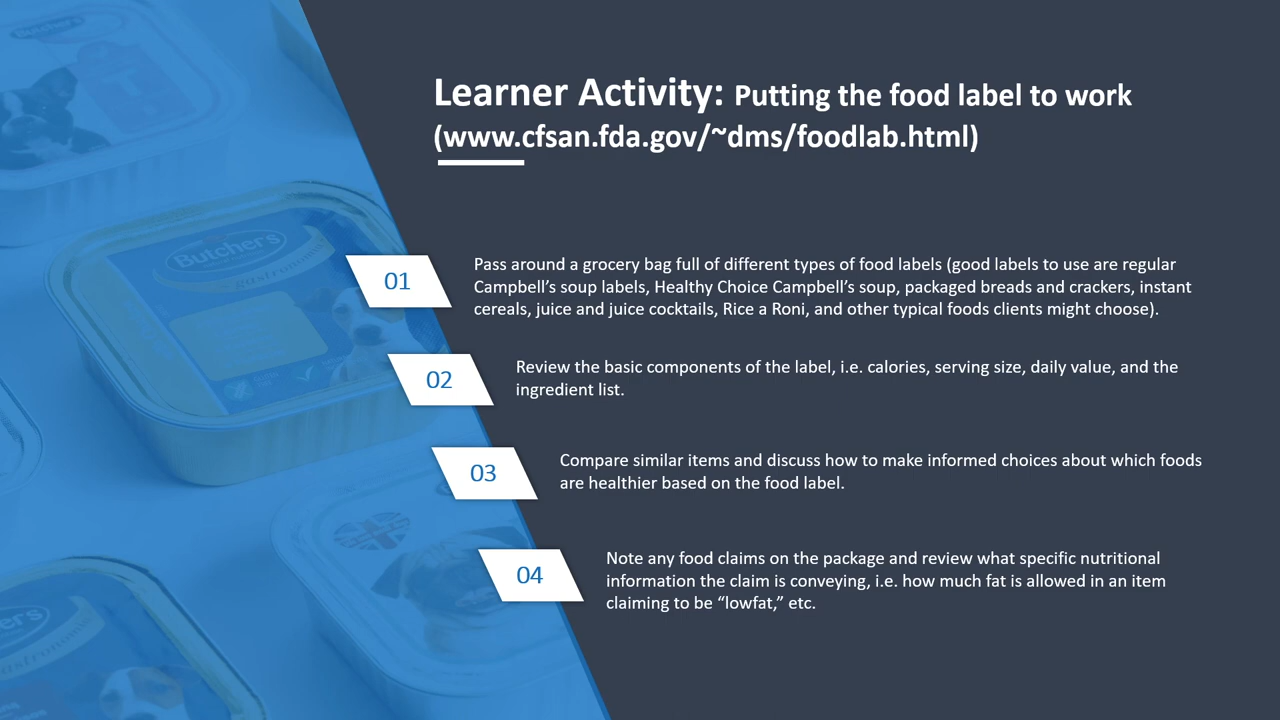 Learner Activity: Putting the food label to work
(www.cfsan.fda.gov/~dms/foodlab.html)
01
Pass around a grocery bag full of different types of food labels (good labels to use are regular
Campbell’s soup labels, Healthy Choice Campbell’s soup, packaged breads and crackers, instant
cereals, juice and juice cocktails, Rice a Roni, and other typical foods clients might choose).
02
Review the basic components of the label, i.e. calories, serving size, daily value, and the
ingredient list.
03
Compare similar items and discuss how to make informed choices about which foods
are healthier based on the food label.
04
Note any food claims on the package and review what specific nutritional
information the claim is conveying, i.e. how much fat is allowed in an item
claiming to be “lowfat,” etc.
Butcher's